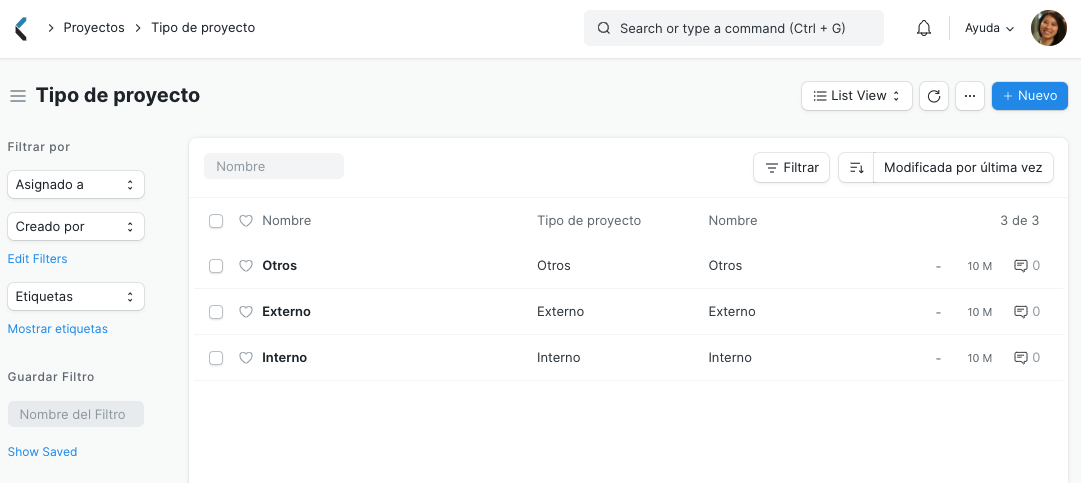 Proyectos
Tipo de proyecto
Search or type a command (Ctrl + G)
Ayuda
Tipo de proyecto
List View
...
+ Nuevo
Filtrar por
Asignado a
Creado por
Edit Filters
Etiquetas
Mostrar etiquetas
Guardar Filtro
Nombre del Filtro
Show Saved
Nombre
Filtrar
Modificada por última vez
Nombre Tipo de proyecto Nombre 3 de 3
Otros Otros Otros - 10 M 0
Externo Externo Externo - 10 M 0
Interno Interno Interno - 10 M 0